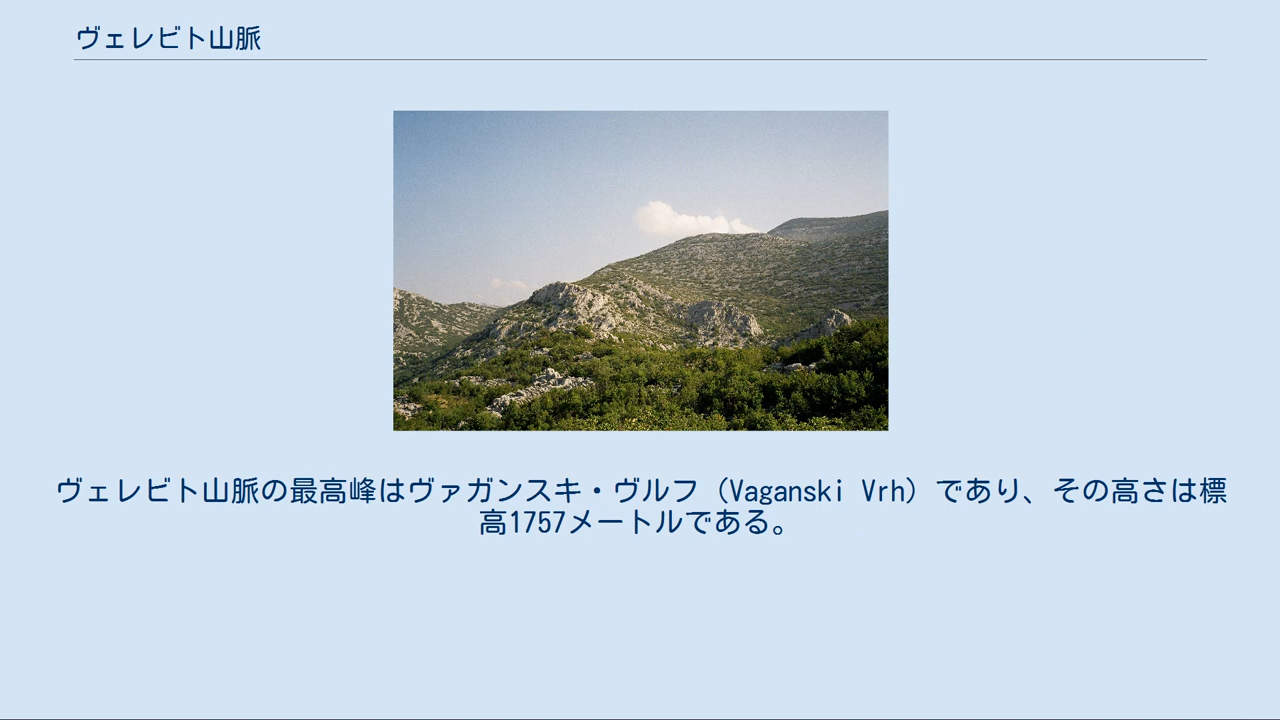 ヴェレビト山脈
ヴェレビト山脈の最高峰はヴァガンスキ・ヴルフ（Vaganski Vrh）であり、その高さは標
高1757メートルである。